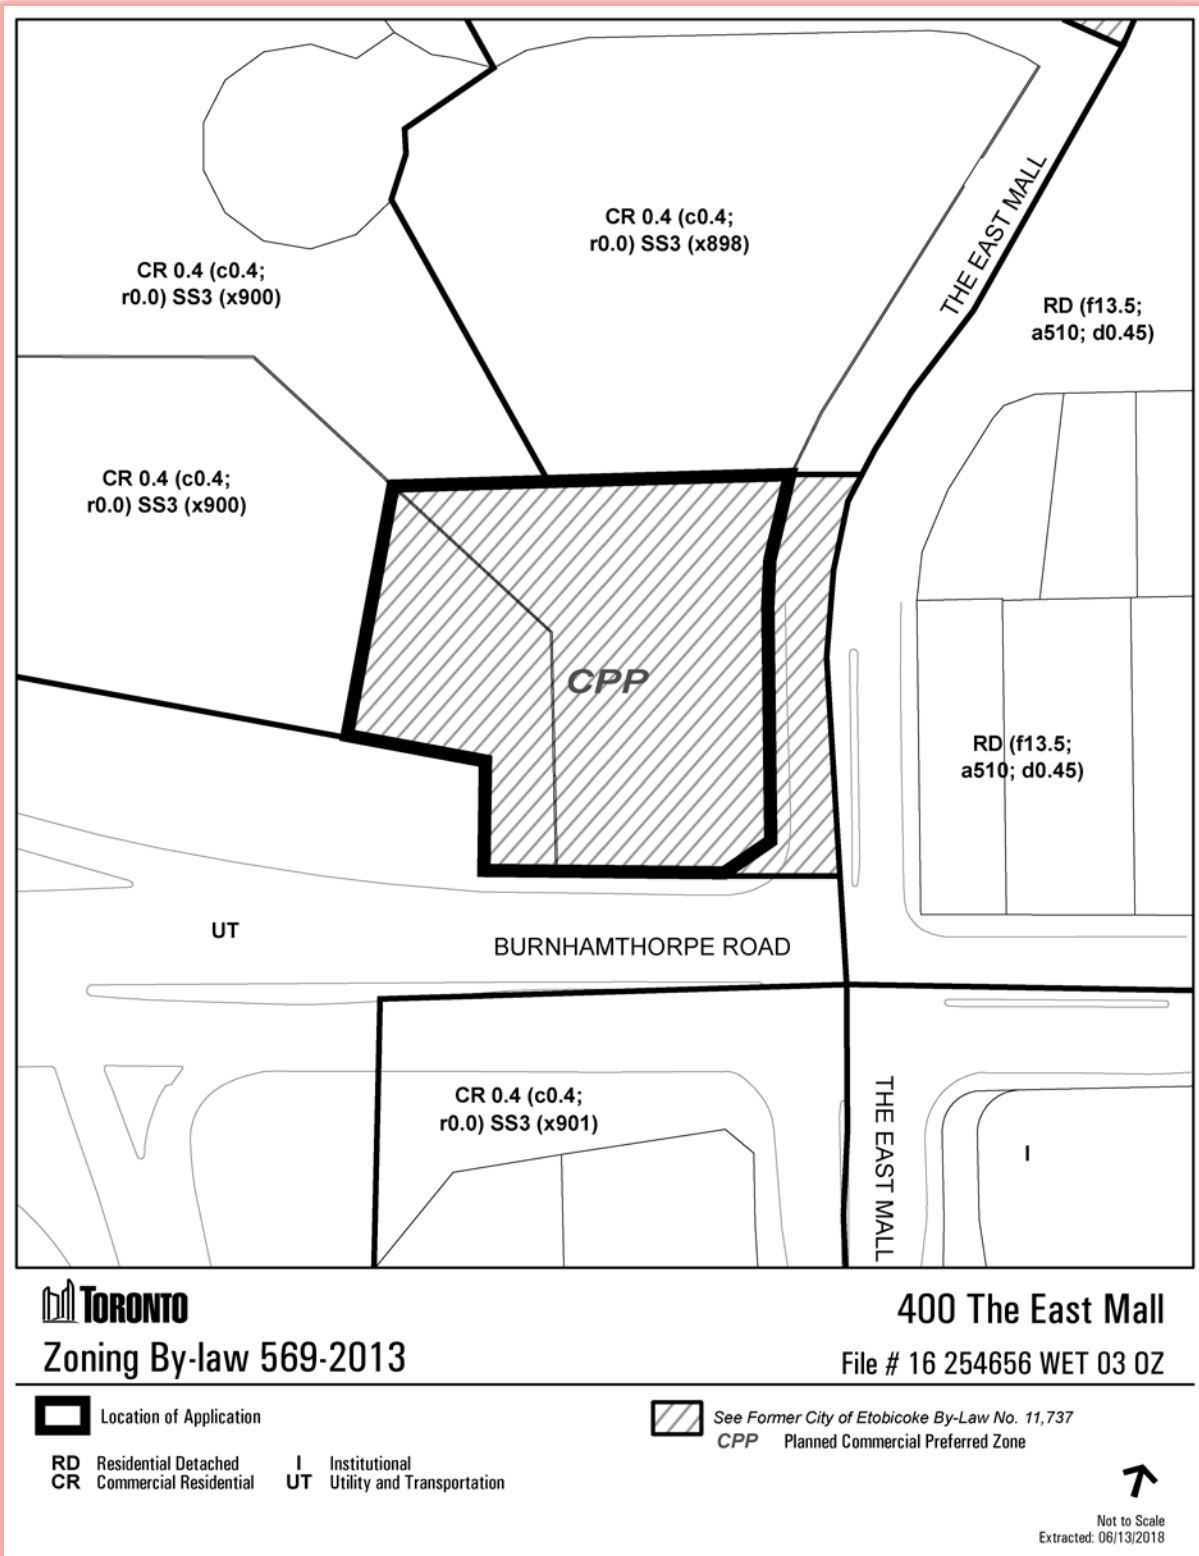 THE EAST MALL
CR 0.4 (c0.4;
r0.0) SS3 (x898)
CR 0.4 (c0.4;
r0.0) SS3 (x900)
RD (f13.5;
a510; d0.45)
CR 0.4 (c0.4;
r0.0) SS3 (x900)
CPP
RD (f13.5;
a510; d0.45)
UT
BURNHAMTHORPE ROAD
CR 0.4 (c0.4;
r0.0) SS3 (x901)
THE EAST MALL
I
TORONTO
Zoning By-law 569-2013
400 The East Mall
File # 16 254656 WET 03 OZ
Location of Application
RD Residential Detached
CR Commercial Residential
I Institutional
UT Utility and Transportation
See Former City of Etobicoke By-Law No. 11,737
CPP Planned Commercial Preferred Zone
Not to Scale
Extracted: 06/13/2018